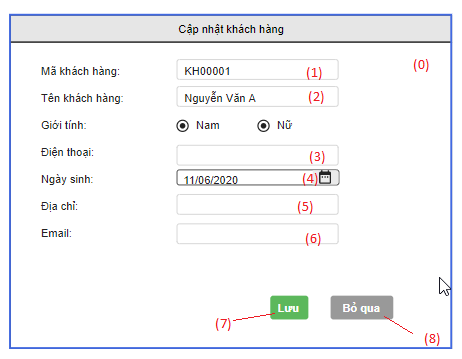 Cập nhật khách hàng
(0)
Mã khách hàng: KH00001 (1)
Tên khách hàng: Nguyễn Văn A (2)
Giới tính: Nam Nữ
Điện thoại: (3)
Ngày sinh: 11/06/2020 (4)
Địa chỉ: (5)
Email: (6)
Lưu Bỏ qua
(7) (8)